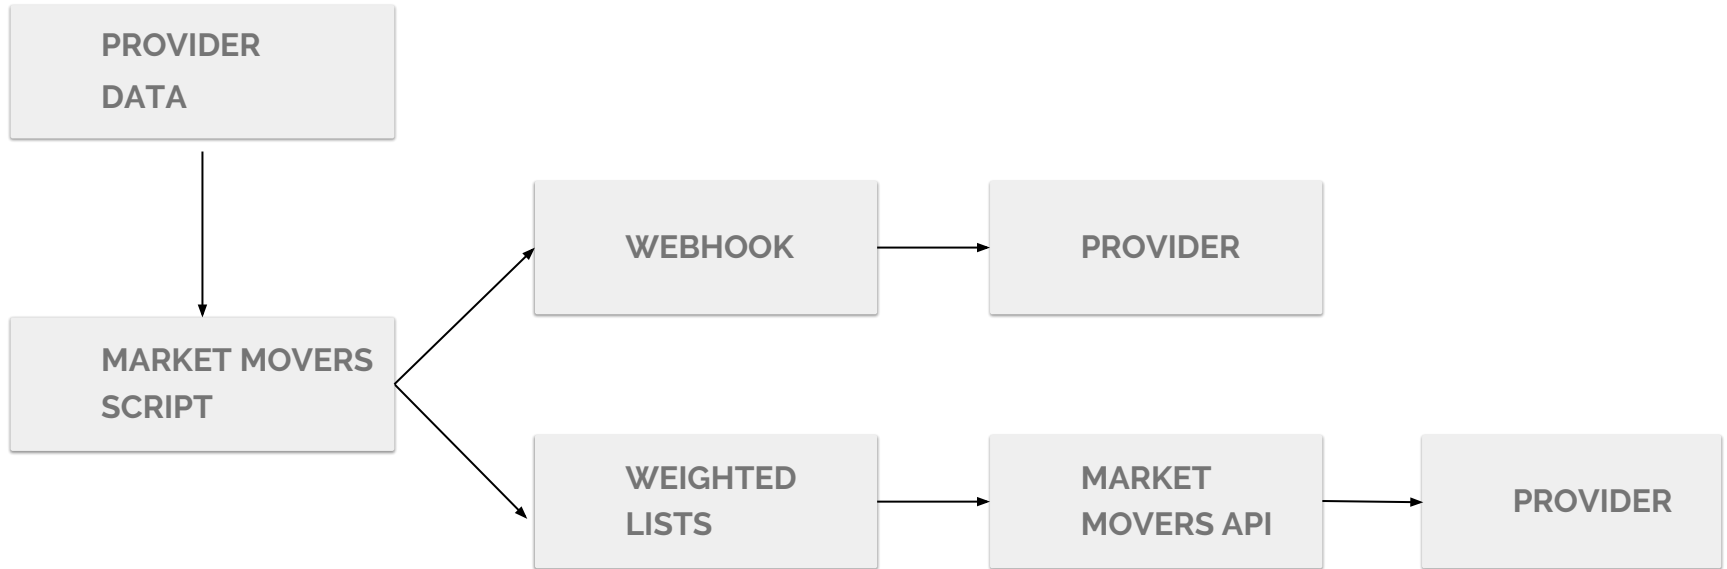 PROVIDER
DATA
WEBHOOK
PROVIDER
MARKET MOVERS
SCRIPT
WEIGHTED
LISTS
MARKET
MOVERS API
PROVIDER